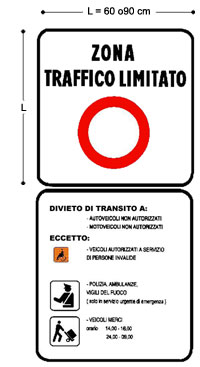 L = 60 o90 cm
L
ZONA
TRAFFICO LIMITATO
DIVIETO DI TRANSITO A:
- AUTOVEICOLI NON AUTORIZZATI
- MOTOVEICOLI NON AUTORIZZATI
ECCETTO:
- VEICOLI AUTORIZZATI A SERVIZIO
DI PERSONE INVALIDE
- POLIZIA, AMBULANZE,
VIGILI DEL FUOCO
( solo in servizio urgente di emergenza )
- VEICOLI MERCI
orario 14,00 - 16,00
24,00 - 09,00